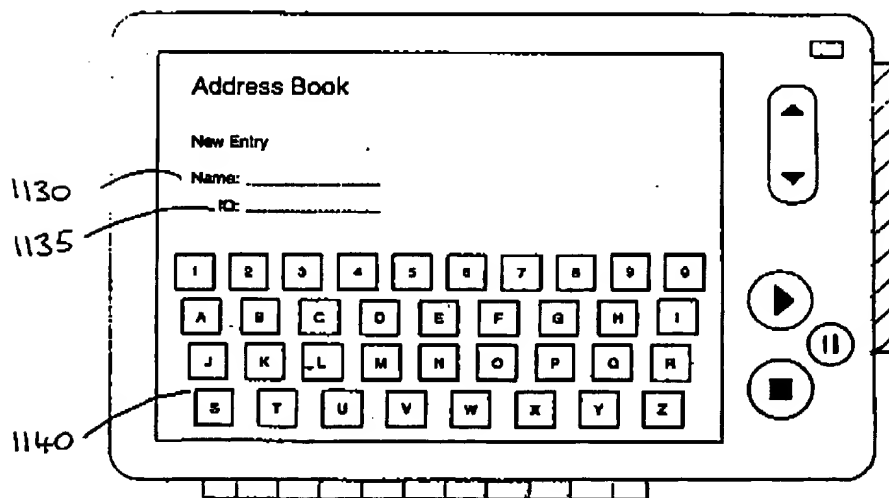 Address Book
New Entry
1130
Name:
1135
ID:
1 2 3 4 5 6 7 8 9 0
A B C D E F G H I
J K L M N O P Q R
1140
S T U V W X Y Z